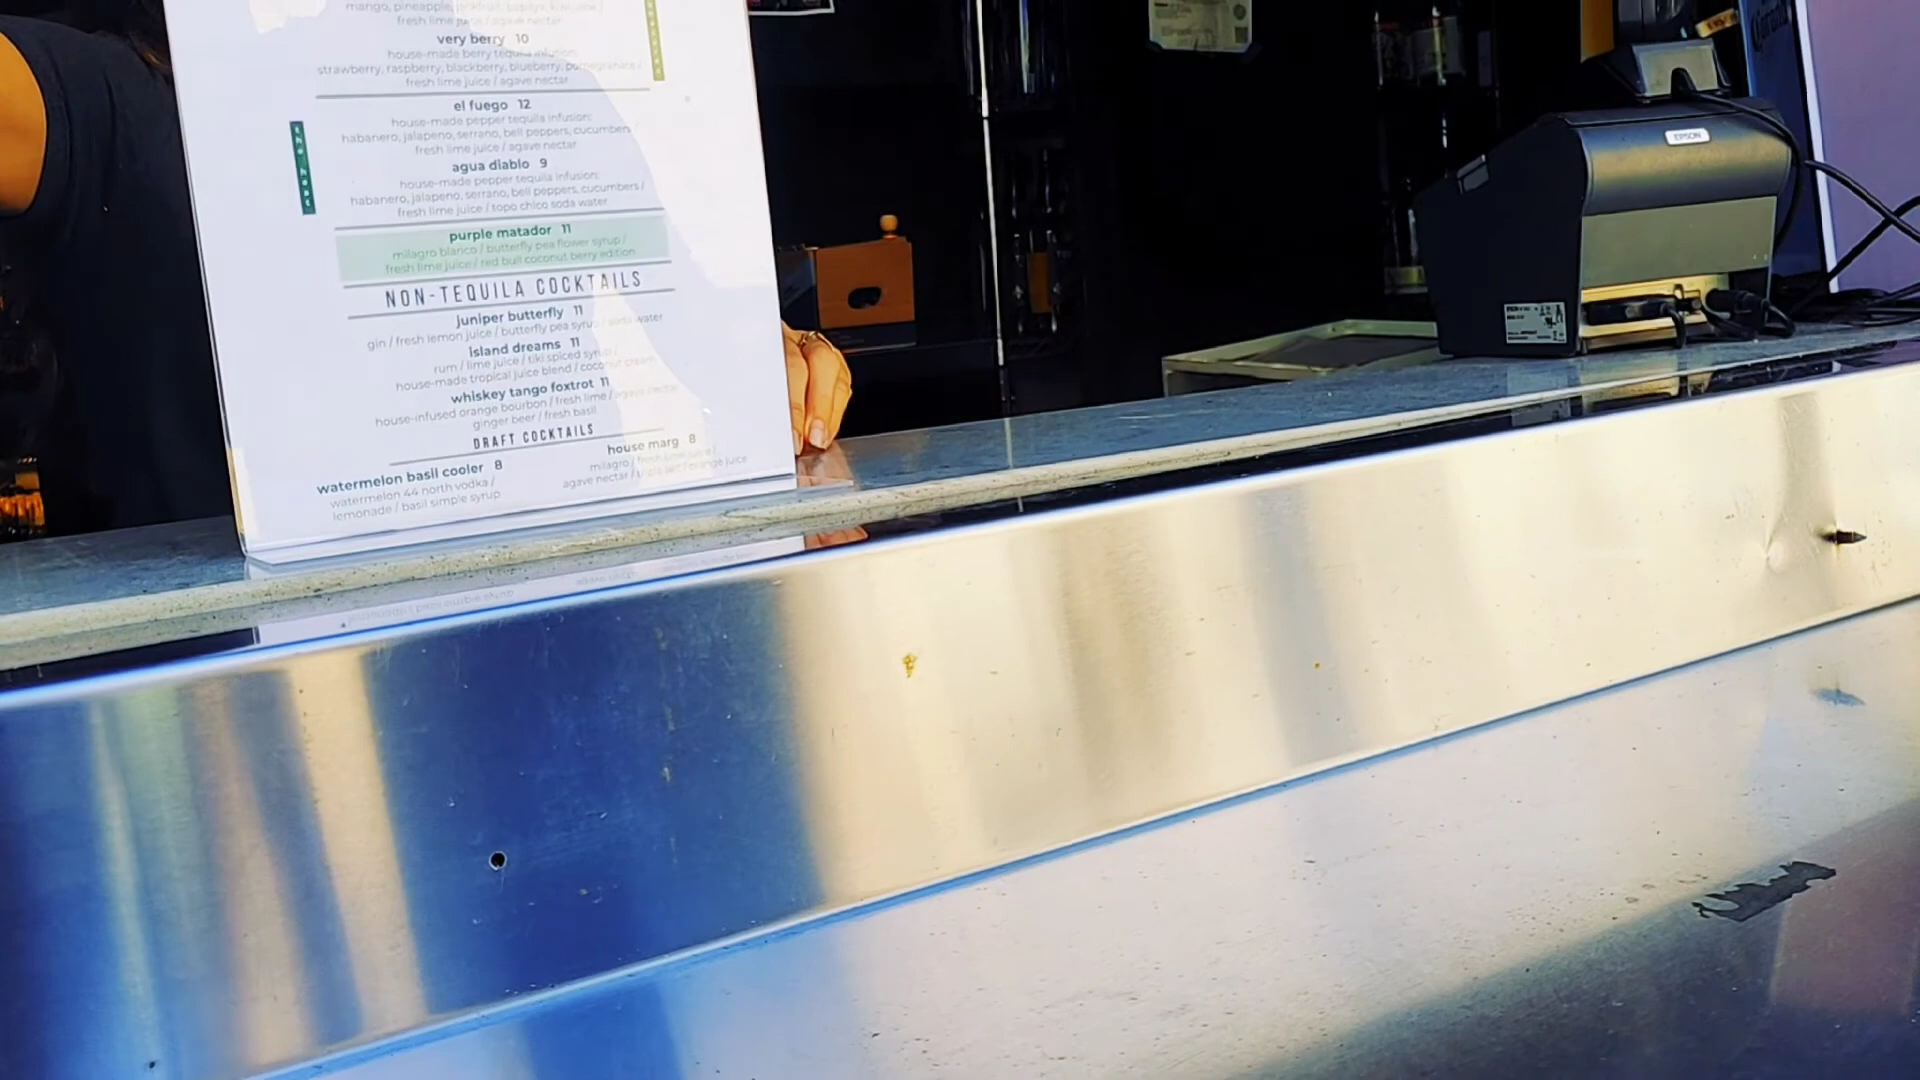 mango, pineapple,
fresh lime juice / agave nectar
very berry 10
house-made berry tequila infusion:
strawberry, raspberry, blackberry, blueberry, pomegranate /
fresh lime juice / agave nectar
el fuego 12
house-made pepper tequila infusion:
habanero, jalapeno, serrano, bell peppers, cucumbers
fresh lime juice / agave nectar
agua diablo 9
house-made pepper tequila infusion:
habanero, jalapeno, serrano, bell peppers, cucumbers /
fresh lime juice / topo chico soda water
purple matador 11
milagro blanco / butterfly pea flower syrup /
fresh lime juice / red bull coconut berry edition
NON-TEQUILA COCKTAILS
juniper butterfly 11
gin / fresh lemon juice / butterfly pea syrup / soda water
island dreams 11
rum / lime juice / tiki spiced syrup /
house-made tropical juice blend / coconut cream
whiskey tango foxtrot 11
house-infused orange bourbon / fresh lime / agave nectar
ginger beer / fresh basil
DRAFT COCKTAILS
watermelon basil cooler 8
watermelon 44 north vodka /
lemonade / basil simple syrup
house marg 8
milagro / fresh lime juice /
agave nectar / triple sec / orange juice
the heat
EPSON